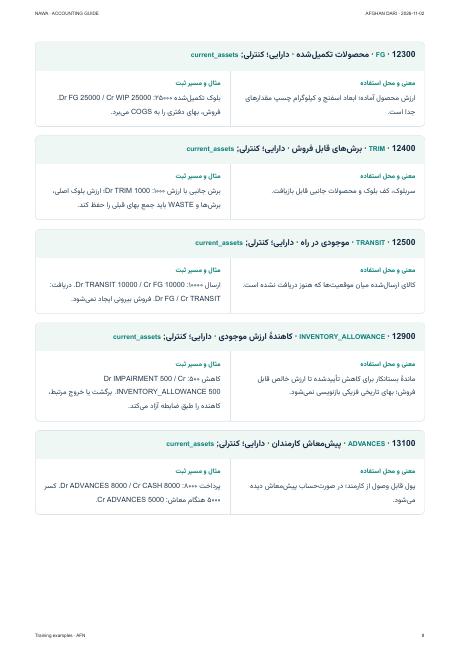 NAWA · ACCOUNTING GUIDE
AFGHAN DARI · 2026-11-02
12300 · FG · محصولات تکمیل‌شده · دارایی؛ کنترلی; current_assets
معنی و محل استفاده
ارزش محصول آماده؛ ابعاد اسفنج و کیلوگرام چسپ مقدارهای
جدا است.
مثال و مسیر ثبت
بلوک تکمیل‌شده ۲۵۰۰۰: Dr FG 25000 / Cr WIP 25000.
فروش، بهای دفتری را به COGS می‌برد.
12400 · TRIM · برش‌های قابل فروش · دارایی؛ کنترلی; current_assets
معنی و محل استفاده
سربلوک، کف بلوک و محصولات جانبی قابل بازیافت.
مثال و مسیر ثبت
برش جانبی با ارزش ۱۰۰۰: Dr TRIM 1000؛ ارزش بلوک اصلی،
برش‌ها و WASTE باید جمع بهای قبلی را حفظ کند.
12500 · TRANSIT · موجودی در راه · دارایی؛ کنترلی; current_assets
معنی و محل استفاده
کالای ارسال‌شده میان موقعیت‌ها که هنوز دریافت نشده است.
مثال و مسیر ثبت
ارسال ۱۰۰۰۰: Dr TRANSIT 10000 / Cr FG 10000. دریافت:
Dr FG / Cr TRANSIT. فروش بیرونی ایجاد نمی‌شود.
12900 · INVENTORY_ALLOWANCE · کاهندهٔ ارزش موجودی · دارایی؛ کنترلی; current_assets
معنی و محل استفاده
ماندهٔ بستانکار برای کاهش تأییدشده تا ارزش خالص قابل
فروش؛ بهای تاریخی فزیکی بازنویسی نمی‌شود.
مثال و مسیر ثبت
کاهش ۵۰۰: Dr IMPAIRMENT 500 / Cr
INVENTORY_ALLOWANCE 500. برگشت یا خروج مرتبط،
کاهنده را طبق ضابطه آزاد می‌کند.
13100 · ADVANCES · پیش‌معاش کارمندان · دارایی؛ کنترلی; current_assets
معنی و محل استفاده
پول قابل وصول از کارمند؛ در صورت‌حساب پیش‌معاش دیده
می‌شود.
مثال و مسیر ثبت
پرداخت ۸۰۰۰: Dr ADVANCES 8000 / Cr CASH 8000. کسر
۵۰۰۰ هنگام معاش: Cr ADVANCES 5000.
Training examples · AFN